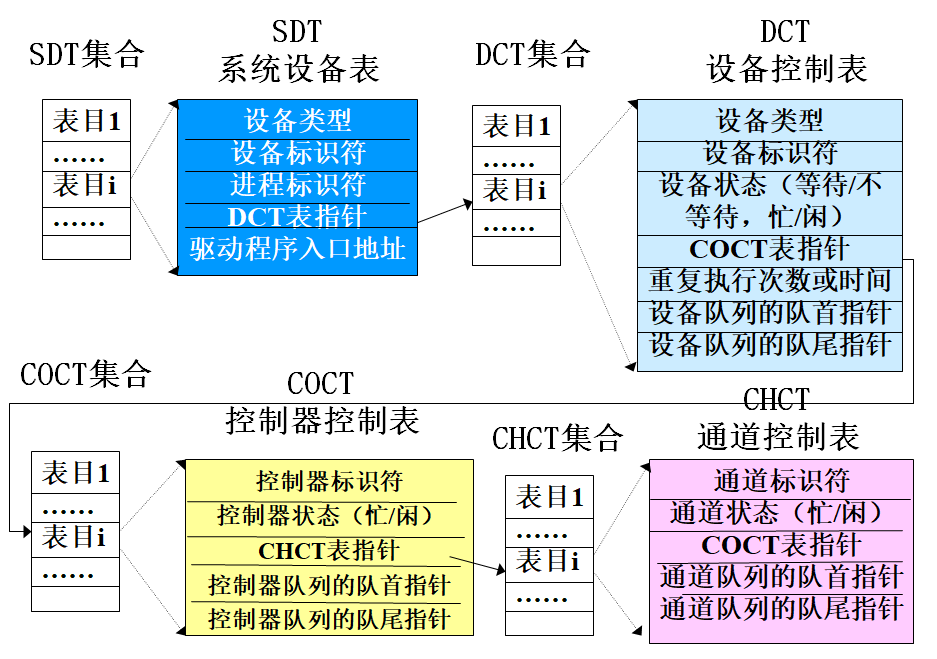 SDT集合
SDT
系统设备表
DCT集合
DCT
设备控制表
表目1
……
表目i
……
设备类型
设备标识符
进程标识符
DCT表指针
驱动程序入口地址
表目1
……
表目i
……
设备类型
设备标识符
设备状态（等待/不
等待，忙/闲）
COCT表指针
重复执行次数或时间
设备队列的队首指针
设备队列的队尾指针
COCT集合
COCT
控制器控制表
CHCT集合
CHCT
通道控制表
表目1
……
表目i
……
控制器标识符
控制器状态（忙/闲）
CHCT表指针
控制器队列的队首指针
控制器队列的队尾指针
表目1
……
表目i
……
通道标识符
通道状态（忙/闲）
COCT表指针
通道队列的队首指针
通道队列的队尾指针